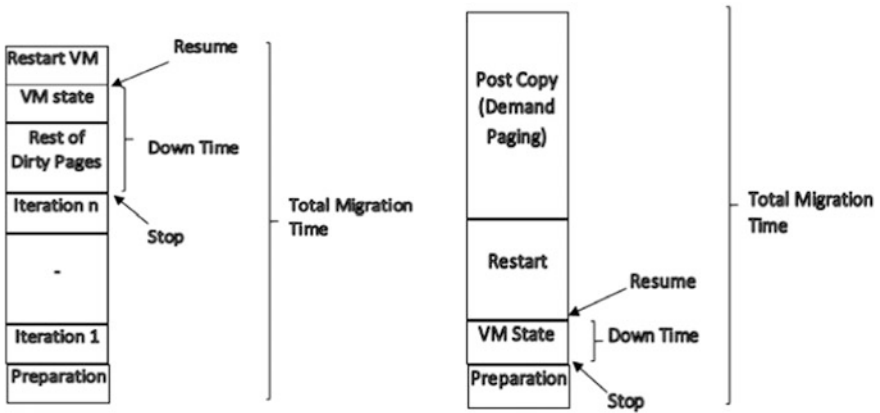 Restart VM
VM state
Rest of
Dirty Pages
Iteration n
-
Iteration 1
Preparation
Resume
Down Time
Stop
Total Migration
Time
Post Copy
(Demand
Paging)
Restart
VM State
Preparation
Resume
Down Time
Stop
Total Migration
Time